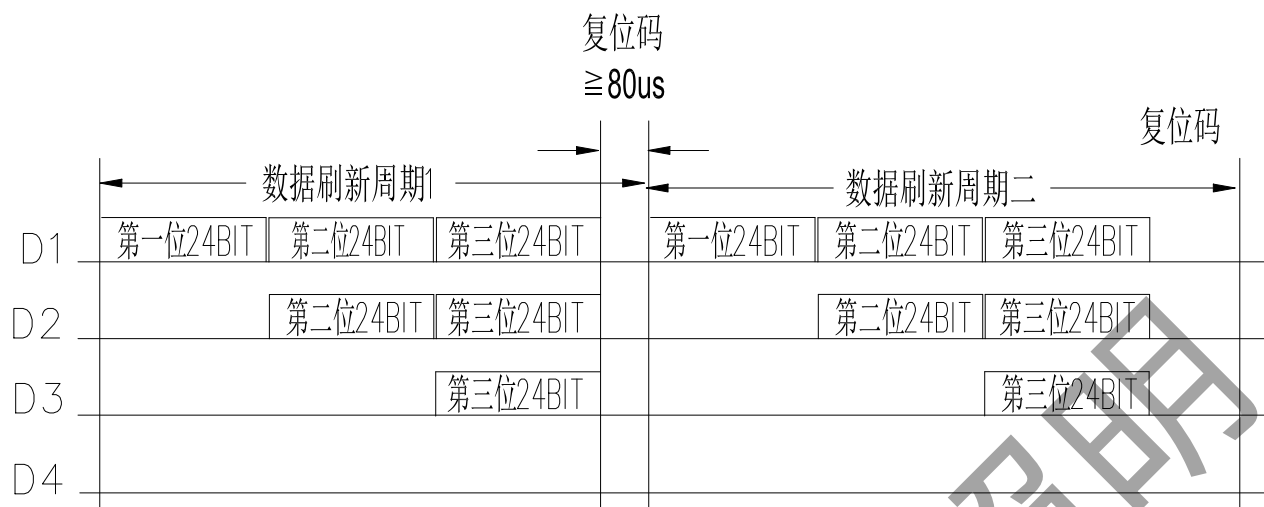 复位码
≧80us
复位码
数据刷新周期1 数据刷新周期二
D1 第一位24BIT 第二位24BIT 第三位24BIT 第一位24BIT 第二位24BIT 第三位24BIT
D2 第二位24BIT 第三位24BIT 第二位24BIT 第三位24BIT
D3 第三位24BIT 第三位24BIT
D4
明